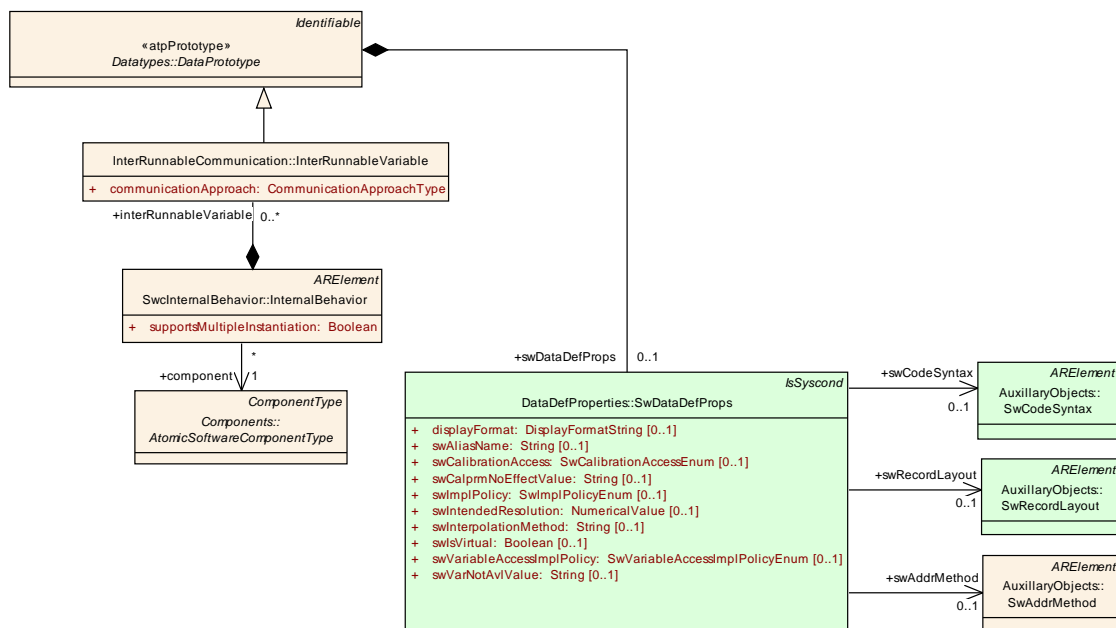 Identifiable
«atpPrototype»
Datatypes::DataPrototype
InterRunnableCommunication::InterRunnableVariable
+ communicationApproach: CommunicationApproachType
+interRunnableVariable 0..*
ARElement
SwcInternalBehavior::InternalBehavior
+ supportsMultipleInstantiation: Boolean
*
+component 1
ComponentType
Components::
AtomicSoftwareComponentType
+swDataDefProps 0..1
IsSyscond
DataDefProperties::SwDataDefProps
+ displayFormat: DisplayFormatString [0..1]
+ swAliasName: String [0..1]
+ swCalibrationAccess: SwCalibrationAccessEnum [0..1]
+ swCalprmNoEffectValue: String [0..1]
+ swImplPolicy: SwImplPolicyEnum [0..1]
+ swIntendedResolution: NumericalValue [0..1]
+ swInterpolationMethod: String [0..1]
+ swIsVirtual: Boolean [0..1]
+ swVariableAccessImplPolicy: SwVariableAccessImplPolicyEnum [0..1]
+ swVarNotAvlValue: String [0..1]
+swCodeSyntax
0..1
ARElement
AuxillaryObjects::
SwCodeSyntax
+swRecordLayout
0..1
ARElement
AuxillaryObjects::
SwRecordLayout
+swAddrMethod
0..1
ARElement
AuxillaryObjects::
SwAddrMethod